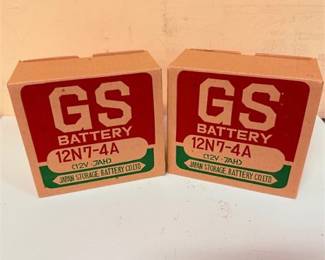 GS
BATTERY
12N7-4A
(12V-7AH)
JAPAN STORAGE BATTERY CO.LTD
GS
BATTERY
12N7-4A
(12V-7AH)
JAPAN STORAGE BATTERY CO.LTD